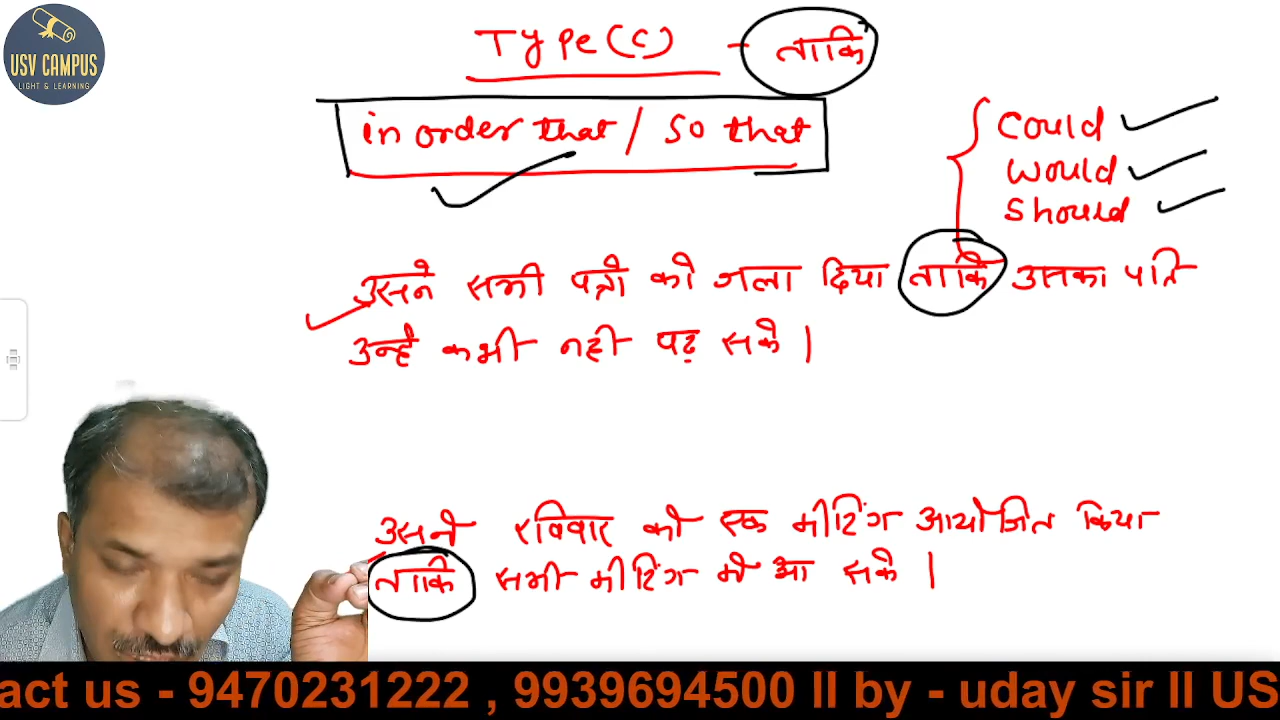 USV CAMPUS
LIGHT & LEARNING
Type (C) - ताकि
in order that / So that
Could
Would
Should
उसने सभी पत्रो को जला दिया ताकि उसका पति
उन्हे कभी नही पढ़ सके |
उसने रविवार को एक मीटिंग आयोजित किया
ताकि सभी मीटिंग मे आ सके |
act us - 9470231222 , 9939694500 II by - uday sir II US